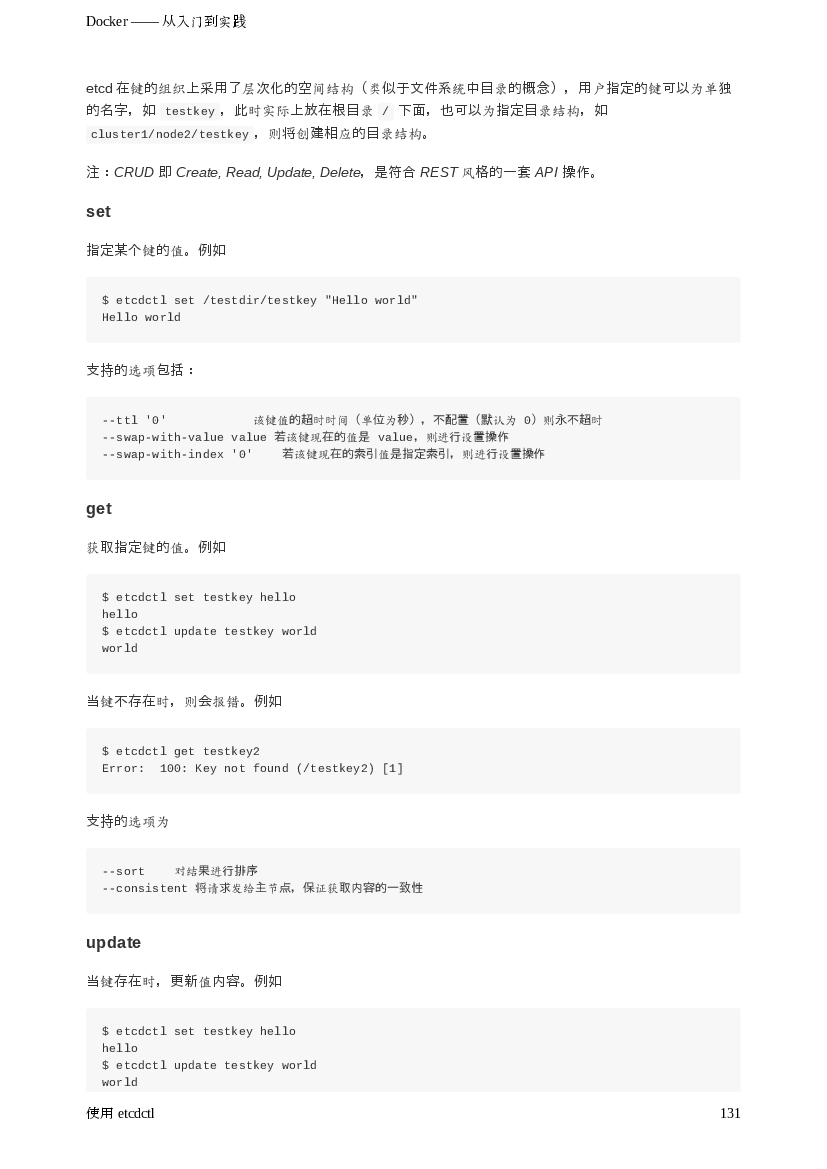 Docker —— 从入门到实践
etcd 在键的组织上采用了层次化的空间结构（类似于文件系统中目录的概念），用户指定的键可以为单独
的名字，如 testkey ，此时实际上放在根目录 / 下面，也可以为指定目录结构，如
cluster1/node2/testkey ，则将创建相应的目录结构。
注：CRUD 即 Create, Read, Update, Delete，是符合 REST 风格的一套 API 操作。
set
指定某个键的值。例如
$ etcdctl set /testdir/testkey "Hello world"
Hello world
支持的选项包括：
--ttl '0'            该键值的超时时间（单位为秒），不配置（默认为 0）则永不超时
--swap-with-value value 若该键现在的值是 value，则进行设置操作
--swap-with-index '0'    若该键现在的索引值是指定索引，则进行设置操作
get
获取指定键的值。例如
$ etcdctl set testkey hello
hello
$ etcdctl update testkey world
world
当键不存在时，则会报错。例如
$ etcdctl get testkey2
Error:  100: Key not found (/testkey2) [1]
支持的选项为
--sort    对结果进行排序
--consistent 将请求发给主节点，保证获取内容的一致性
update
当键存在时，更新值内容。例如
$ etcdctl set testkey hello
hello
$ etcdctl update testkey world
world
使用 etcdctl
131